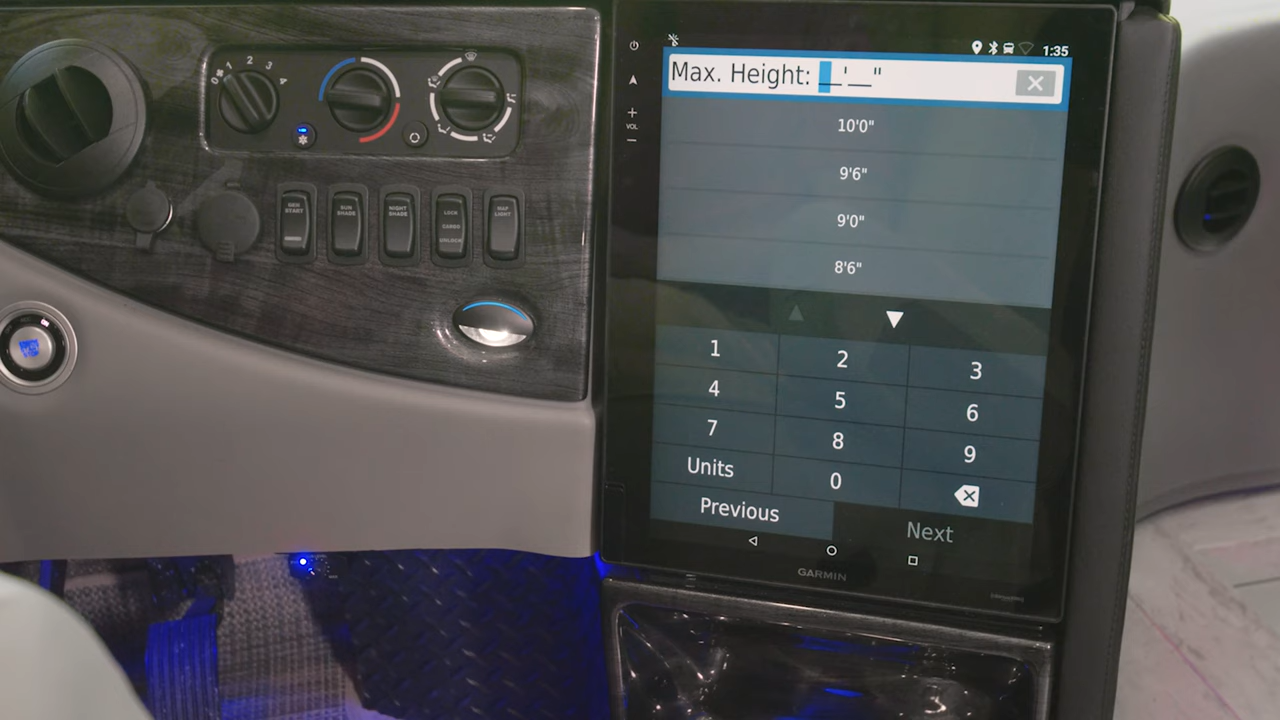 0 1 2 3 4
GEN START
SUN SHADE
NIGHT SHADE
LOCK CARGO UNLOCK
MAP LIGHT
VOL
1:35
Max. Height: _'_"
10'0"
9'6"
9'0"
8'6"
1 2 3
4 5 6
7 8 9
Units 0
Previous Next
GARMIN